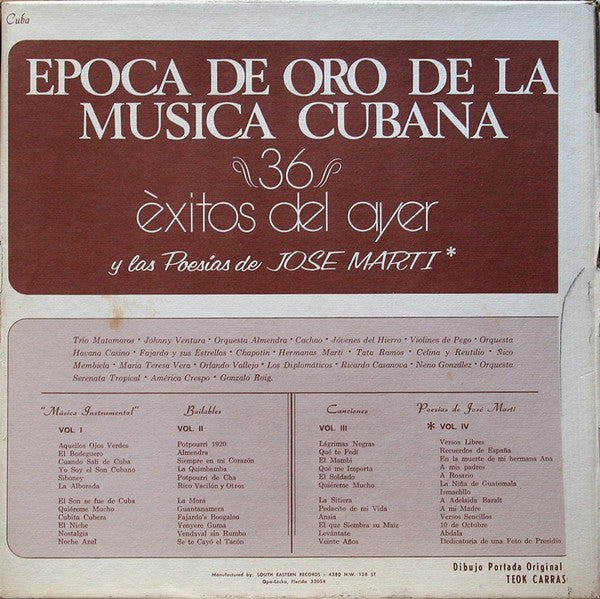 Cuba
EPOCA DE ORO DE LA
MUSICA CUBANA
36
èxitos del ayer
y las Poesías de JOSE MARTI *
Trío Matamoros • Johnny Ventura • Orquesta Almendra • Cachao • Jóvenes del Hierro • Violines de Pego • Orquesta
Havana Casino • Fajardo y sus Estrellas • Chapotín • Hermanas Martí • Tata Ramos • Celina y Reutilio • Ñico
Membiela • María Teresa Vera • Orlando Vallejo • Los Diplomáticos • Ricardo Casanova • Neno González • Orquesta
Serenata Tropical • América Crespo • Gonzalo Roig.
"Música Instrumental"
VOL. I
Aquellos Ojos Verdes
El Bodeguero
Cuando Salí de Cuba
Yo Soy el Son Cubano
Siboney
La Alborada
El Son se fue de Cuba
Quiéreme Mucho
Cubita Cubera
El Niche
Nostalgia
Noche Azul
Bailables
VOL. II
Potpourri 1920
Almendra
Siempre en mi Corazón
La Quimbamba
Potpourri de Cha
Rico Vacilón y Otros
La Mora
Guantanamera
Fajardo's Boogaloo
Yenyere Guma
Vendaval sin Rumbo
Se te Cayó el Tacón
Canciones
VOL. III
Lágrimas Negras
Qué te Pedí
El Mambí
Qué me Importa
El Soldado
Quiéreme Mucho
La Sitiera
Pedacito de mi Vida
Ansia
El que Siembra su Maíz
Levántate
Veinte Años
Poesías de José Martí
* VOL. IV
Versos Libres
Recuerdos de España
En la muerte de mi hermana Ana
A mis padres
A Rosario
La Niña de Guatemala
Ismaelillo
A Adelaida Baralt
A mi Madre
Versos Sencillos
10 de Octubre
Abdala
Dedicatoria de una Foto de Presidio
Manufactured by: SOUTH EASTERN RECORDS • 4380 N.W. 128 ST
Opa-Locka, Florida 33054
Dibujo Portada Original
TEOK CARRAS